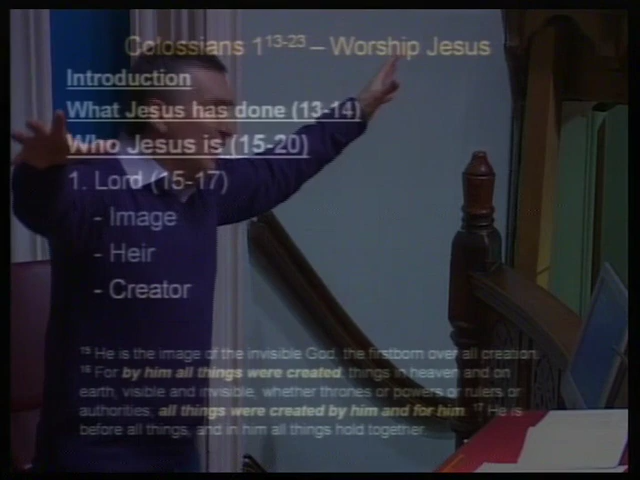 Colossians 1¹³⁻²³ – Worship Jesus
Introduction
What Jesus has done (13-14)
Who Jesus is (15-20)
1. Lord (15-17)
- Image
- Heir
- Creator
¹⁵ He is the image of the invisible God, the firstborn over all creation.
¹⁶ For by him all things were created, things in heaven and on
earth, visible and invisible, whether thrones or powers or rulers or
authorities; all things were created by him and for him. ¹⁷ He is
before all things, and in him all things hold together.